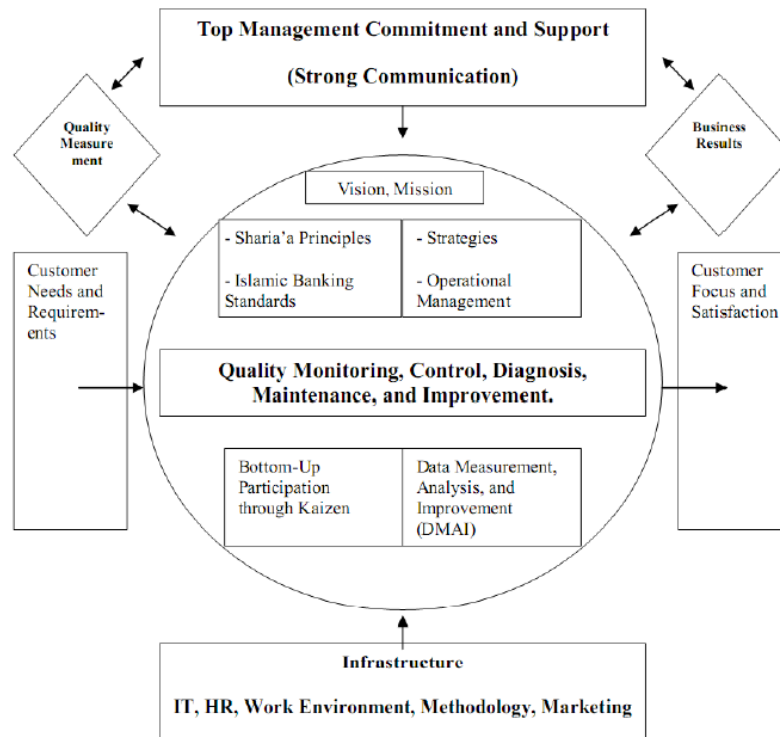 Top Management Commitment and Support
(Strong Communication)
Quality
Measure
ment
Business
Results
Vision, Mission
- Sharia'a Principles
- Islamic Banking
Standards
- Strategies
- Operational
Management
Customer
Needs and
Requirem-
ents
Customer
Focus and
Satisfaction
Quality Monitoring, Control, Diagnosis,
Maintenance, and Improvement.
Bottom-Up
Participation
through Kaizen
Data Measurement,
Analysis, and
Improvement
(DMAI)
Infrastructure
IT, HR, Work Environment, Methodology, Marketing